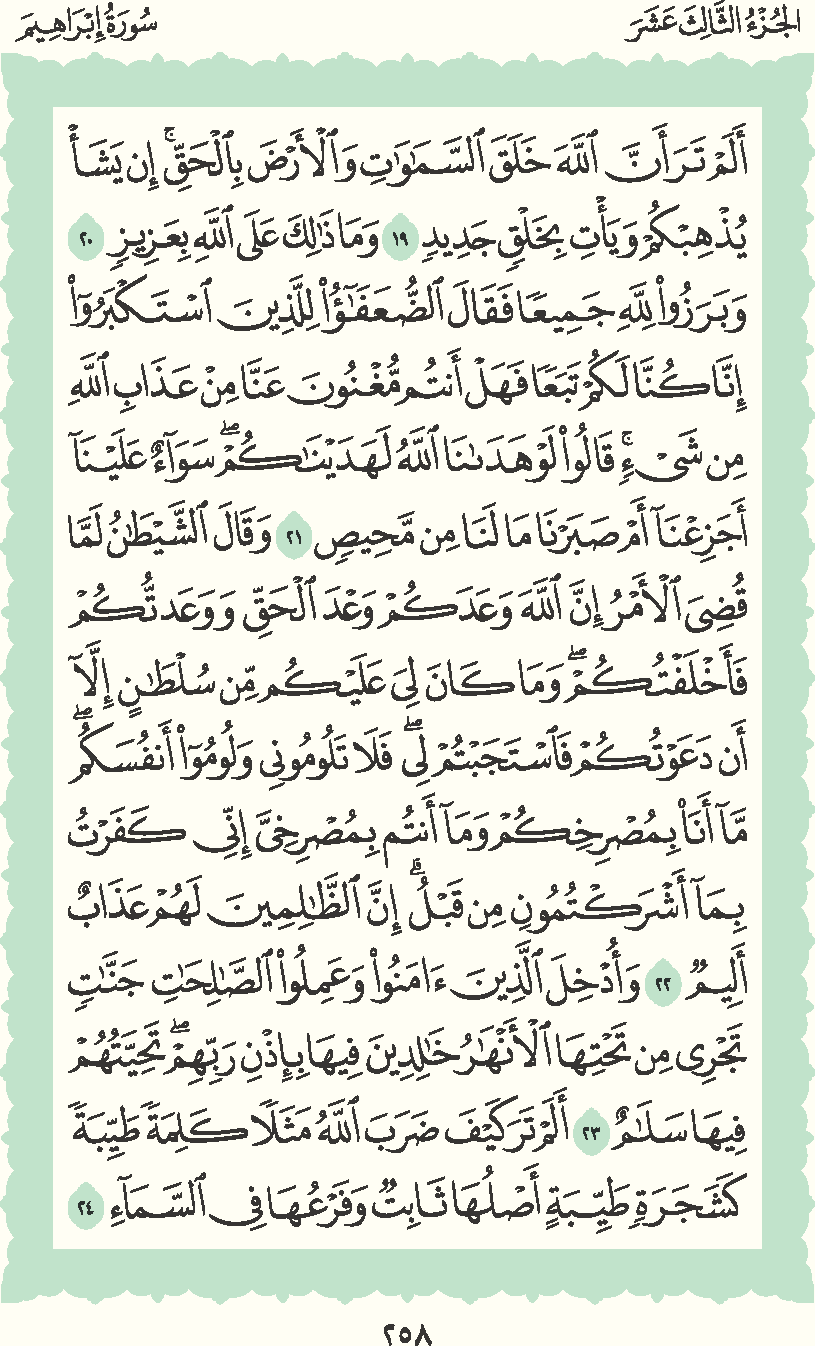 الجُزْءُ الثَّالِثَ عَشَرَ
سُورَةُ إِبْرَاهِيمَ
أَلَمْ تَرَ أَنَّ ٱللَّهَ خَلَقَ ٱلسَّمَٰوَٰتِ وَٱلْأَرْضَ بِٱلْحَقِّۚ إِن يَشَأْ
يُذْهِبْكُمْ وَيَأْتِ بِخَلْقٍ جَدِيدٍ ١٩ وَمَا ذَٰلِكَ عَلَى ٱللَّهِ بِعَزِيزٍ ٢٠
وَبَرَزُوا۟ لِلَّهِ جَمِيعًا فَقَالَ ٱلضُّعَفَٰٓؤُا۟ لِلَّذِينَ ٱسْتَكْبَرُوٓا۟
إِنَّا كُنَّا لَكُمْ تَبَعًا فَهَلْ أَنتُم مُّغْنُونَ عَنَّا مِنْ عَذَابِ ٱللَّهِ
مِن شَىْءٍۚ قَالُوا۟ لَوْ هَدَىٰنَا ٱللَّهُ لَهَدَيْنَٰكُمْۖ سَوَآءٌ عَلَيْنَآ
أَجَزِعْنَآ أَمْ صَبَرْنَا مَا لَنَا مِن مَّحِيصٍ ٢١ وَقَالَ ٱلشَّيْطَٰنُ لَمَّا
قُضِىَ ٱلْأَمْرُ إِنَّ ٱللَّهَ وَعَدَكُمْ وَعْدَ ٱلْحَقِّ وَوَعَدتُّكُمْ
فَأَخْلَفْتُكُمْۖ وَمَا كَانَ لِىَ عَلَيْكُم مِّن سُلْطَٰنٍ إِلَّآ
أَن دَعَوْتُكُمْ فَٱسْتَجَبْتُمْ لِىۖ فَلَا تَلُومُونِى وَلُومُوٓا۟ أَنفُسَكُمۖ
مَّآ أَنَا۠ بِمُصْرِخِكُمْ وَمَآ أَنتُم بِمُصْرِخِىَّ إِنِّى كَفَرْتُ
بِمَآ أَشْرَكْتُمُونِ مِن قَبْلُۗ إِنَّ ٱلظَّٰلِمِينَ لَهُمْ عَذَابٌ
أَلِيمٌ ٢٢ وَأُدْخِلَ ٱلَّذِينَ ءَامَنُوا۟ وَعَمِلُوا۟ ٱلصَّٰلِحَٰتِ جَنَّٰتٍ
تَجْرِى مِن تَحْتِهَا ٱلْأَنْهَٰرُ خَٰلِدِينَ فِيهَا بِإِذْنِ رَبِّهِمْۖ تَحِيَّتُهُمْ
فِيهَا سَلَٰمٌ ٢٣ أَلَمْ تَرَ كَيْفَ ضَرَبَ ٱللَّهُ مَثَلًا كَلِمَةً طَيِّبَةً
كَشَجَرَةٍ طَيِّبَةٍ أَصْلُهَا ثَابِتٌ وَفَرْعُهَا فِى ٱلسَّمَآءِ ٢٤
٢٥٨